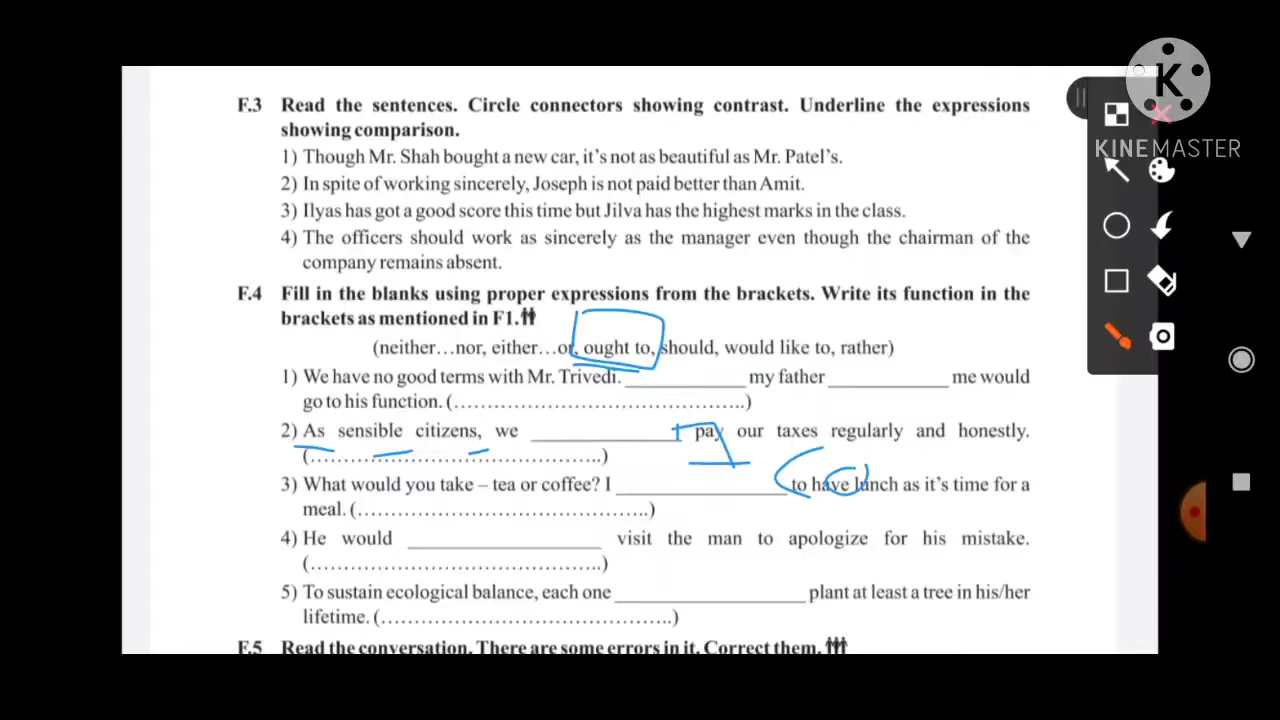 K
KINEMASTER
F.3 Read the sentences. Circle connectors showing contrast. Underline the expressions
showing comparison.
1) Though Mr. Shah bought a new car, it's not as beautiful as Mr. Patel's.
2) In spite of working sincerely, Joseph is not paid better than Amit.
3) Ilyas has got a good score this time but Jilva has the highest marks in the class.
4) The officers should work as sincerely as the manager even though the chairman of the
company remains absent.
F.4 Fill in the blanks using proper expressions from the brackets. Write its function in the
brackets as mentioned in F1.
(neither…nor, either…or, ought to, should, would like to, rather)
1) We have no good terms with Mr. Trivedi. ____________ my father ____________ me would
go to his function. (…………………………………..)
2) As sensible citizens, we _______________ pay our taxes regularly and honestly.
(…………………………………..)
3) What would you take – tea or coffee? I _________________ to have lunch as it's time for a
meal. (…………………………………..)
4) He would ___________________ visit the man to apologize for his mistake.
(…………………………………..)
5) To sustain ecological balance, each one ___________________ plant at least a tree in his/her
lifetime. (…………………………………..)
F.5 Read the conversation. There are some errors in it. Correct them.